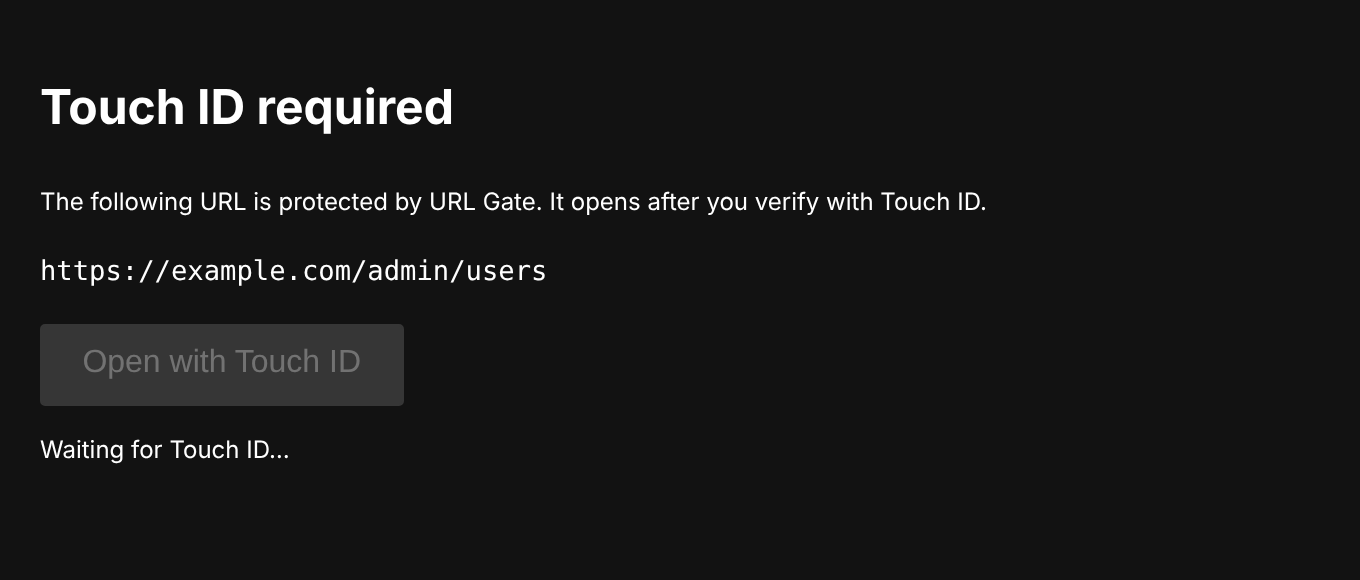 Touch ID required
The following URL is protected by URL Gate. It opens after you verify with Touch ID.
https://example.com/admin/users
Open with Touch ID
Waiting for Touch ID...